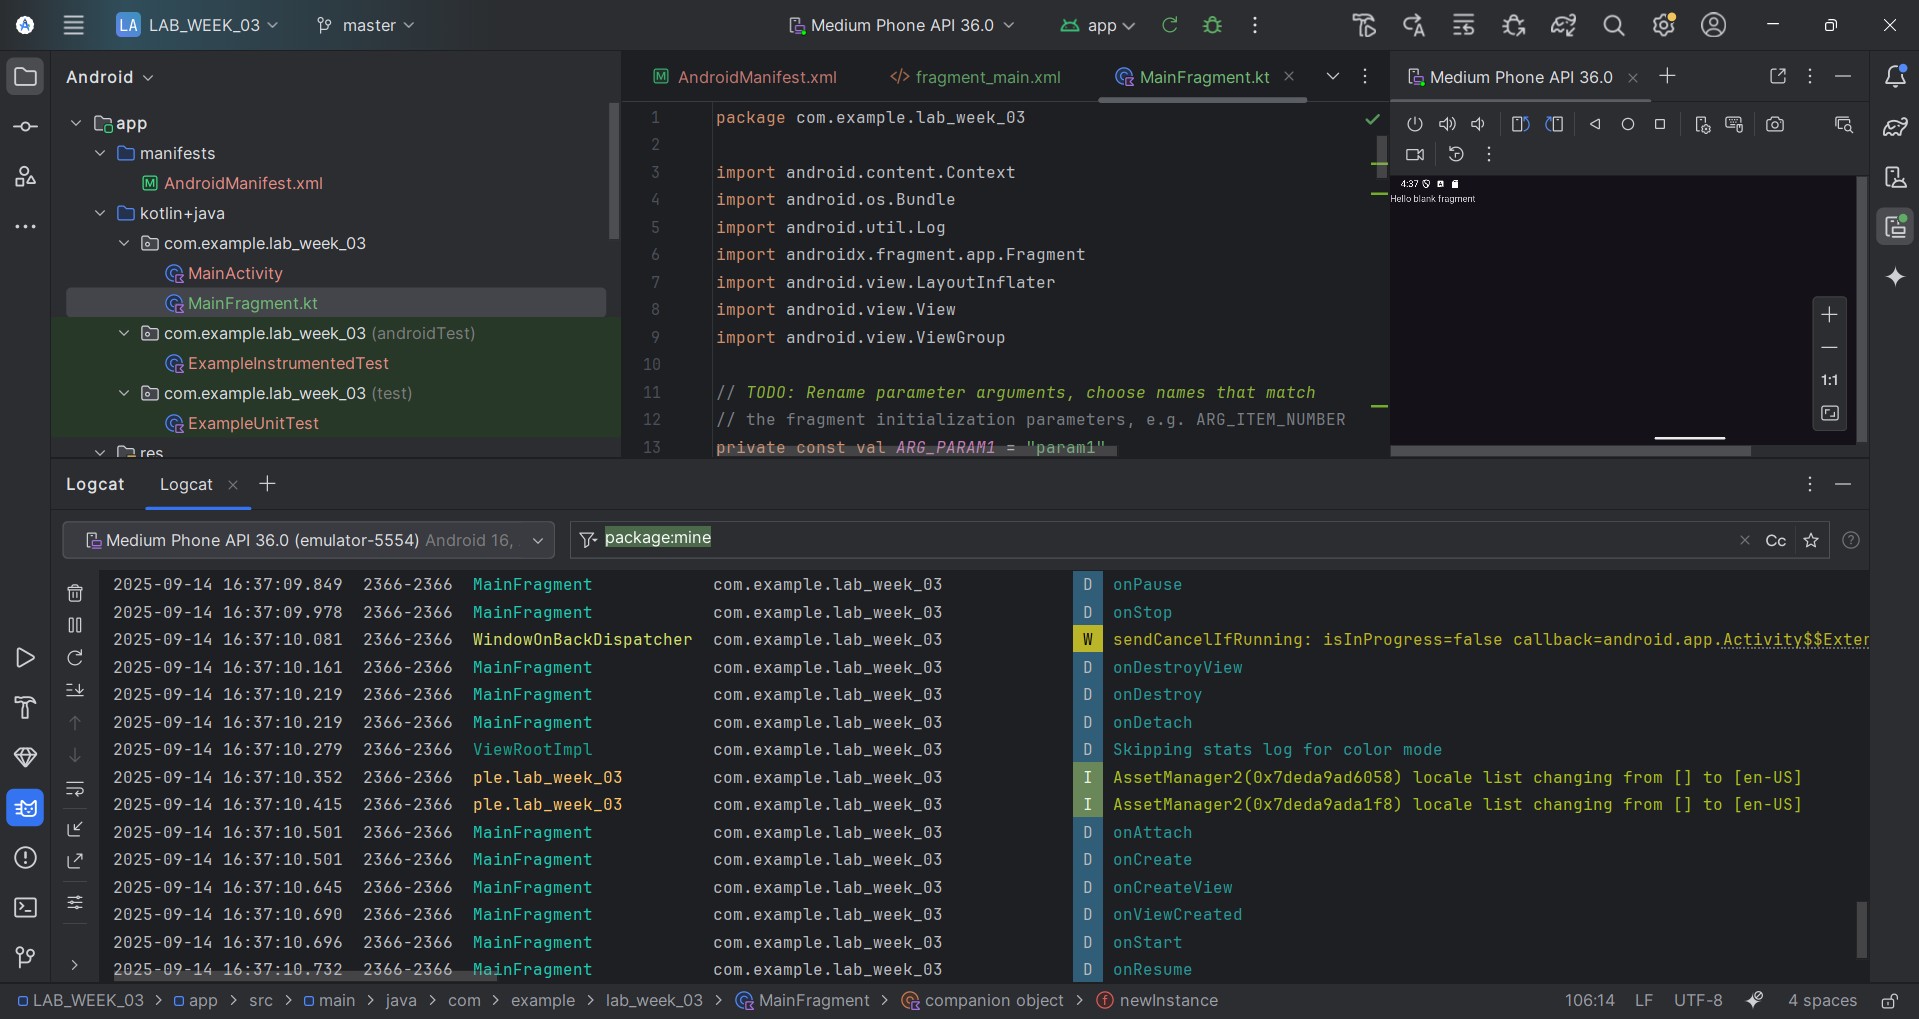 LA LAB_WEEK_03 master Medium Phone API 36.0 app
Android
app
manifests
AndroidManifest.xml
kotlin+java
com.example.lab_week_03
MainActivity
MainFragment.kt
com.example.lab_week_03 (androidTest)
ExampleInstrumentedTest
com.example.lab_week_03 (test)
ExampleUnitTest
res
AndroidManifest.xml fragment_main.xml MainFragment.kt
1 package com.example.lab_week_03
2
3 import android.content.Context
4 import android.os.Bundle
5 import android.util.Log
6 import androidx.fragment.app.Fragment
7 import android.view.LayoutInflater
8 import android.view.View
9 import android.view.ViewGroup
10
11 // TODO: Rename parameter arguments, choose names that match
12 // the fragment initialization parameters, e.g. ARG_ITEM_NUMBER
13 private const val ARG_PARAM1 = "param1"
Medium Phone API 36.0
4:37
Hello blank fragment
1:1
Logcat Logcat
Medium Phone API 36.0 (emulator-5554) Android 16, package:mine Cc
2025-09-14 16:37:09.849 2366-2366 MainFragment com.example.lab_week_03 D onPause
2025-09-14 16:37:09.978 2366-2366 MainFragment com.example.lab_week_03 D onStop
2025-09-14 16:37:10.081 2366-2366 WindowOnBackDispatcher com.example.lab_week_03 W sendCancelIfRunning: isInProgress=false callback=android.app.Activity$$Exter
2025-09-14 16:37:10.161 2366-2366 MainFragment com.example.lab_week_03 D onDestroyView
2025-09-14 16:37:10.219 2366-2366 MainFragment com.example.lab_week_03 D onDestroy
2025-09-14 16:37:10.219 2366-2366 MainFragment com.example.lab_week_03 D onDetach
2025-09-14 16:37:10.279 2366-2366 ViewRootImpl com.example.lab_week_03 D Skipping stats log for color mode
2025-09-14 16:37:10.352 2366-2366 ple.lab_week_03 com.example.lab_week_03 I AssetManager2(0x7deda9ad6058) locale list changing from [] to [en-US]
2025-09-14 16:37:10.415 2366-2366 ple.lab_week_03 com.example.lab_week_03 I AssetManager2(0x7deda9ada1f8) locale list changing from [] to [en-US]
2025-09-14 16:37:10.501 2366-2366 MainFragment com.example.lab_week_03 D onAttach
2025-09-14 16:37:10.501 2366-2366 MainFragment com.example.lab_week_03 D onCreate
2025-09-14 16:37:10.645 2366-2366 MainFragment com.example.lab_week_03 D onCreateView
2025-09-14 16:37:10.690 2366-2366 MainFragment com.example.lab_week_03 D onViewCreated
2025-09-14 16:37:10.696 2366-2366 MainFragment com.example.lab_week_03 D onStart
2025-09-14 16:37:10.732 2366-2366 MainFragment com.example.lab_week_03 D onResume
LAB_WEEK_03 > app > src > main > java > com > example > lab_week_03 > MainFragment > companion object > newInstance 106:14 LF UTF-8 4 spaces